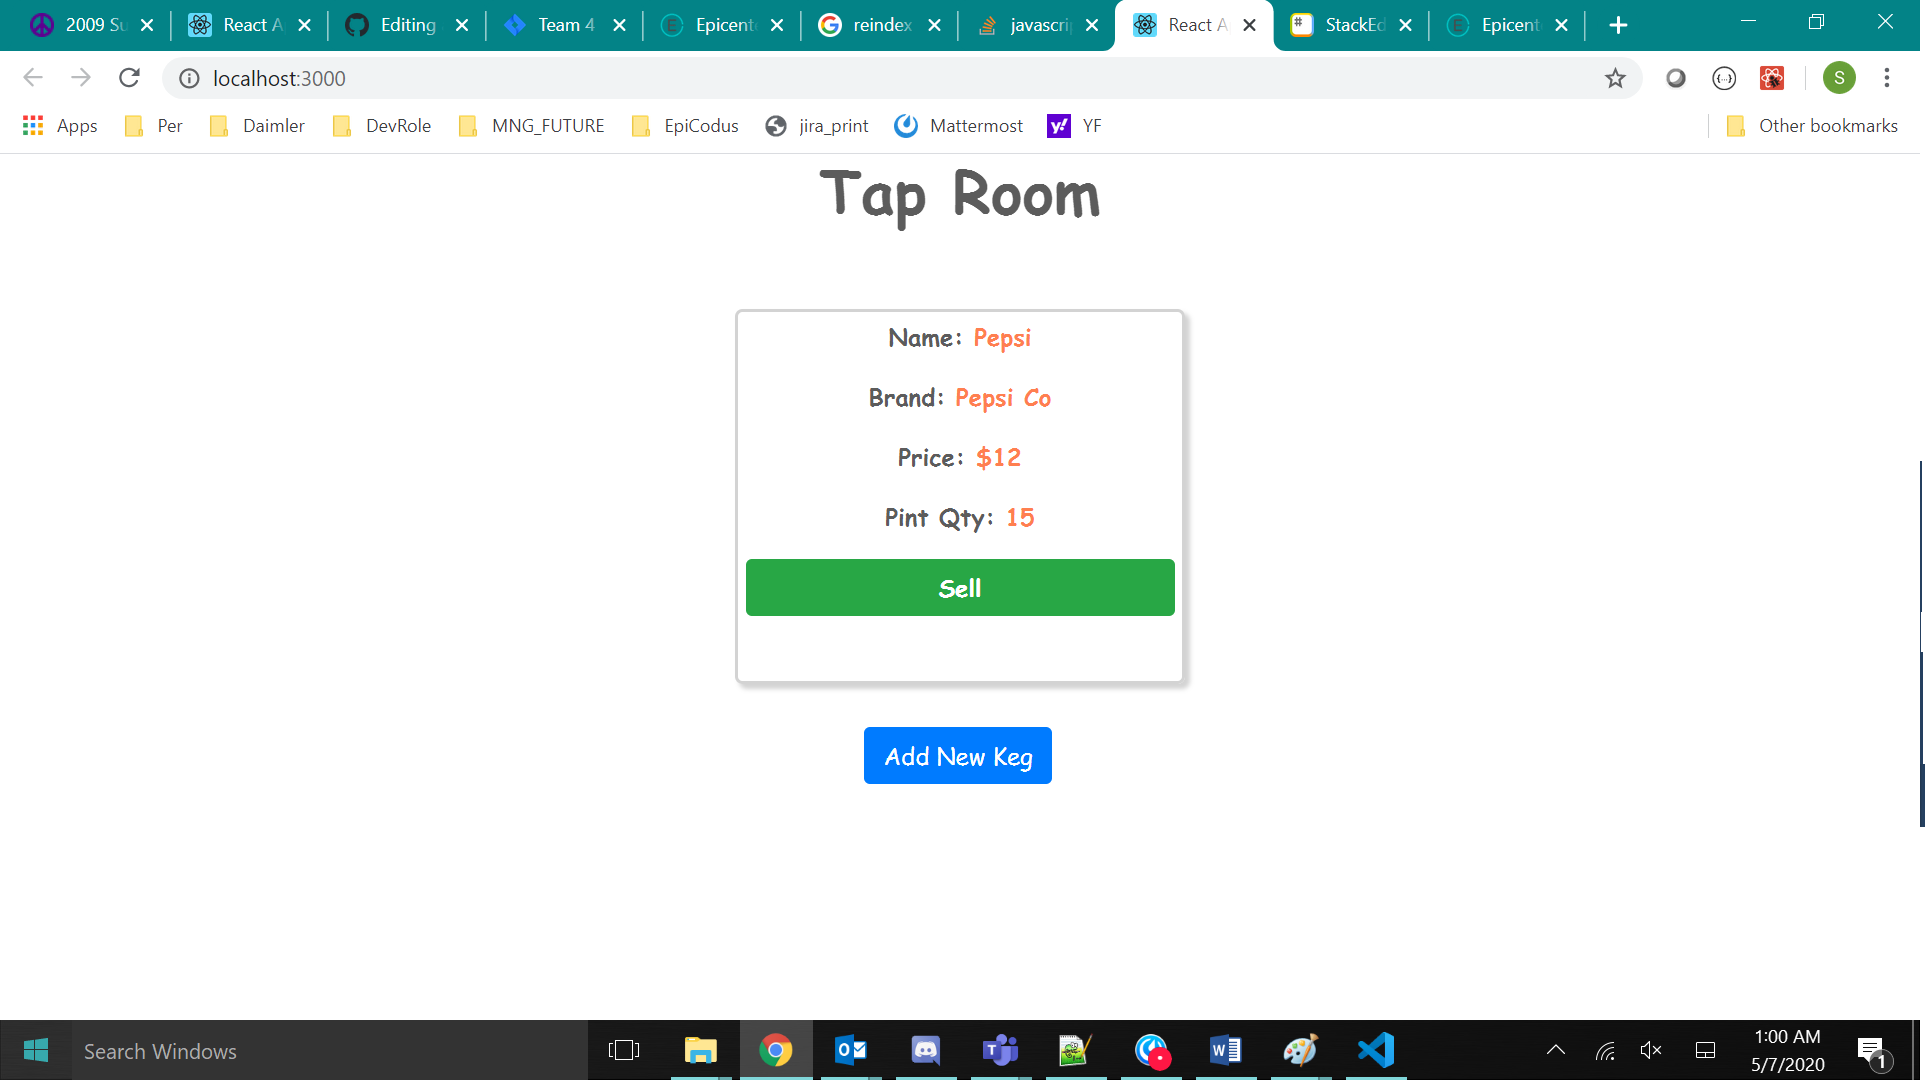 2009 Su
React A
Editing
Team 4
Epicent
reindex
javascri
React A
StackEd
Epicent
localhost:3000
S
Apps
Per
Daimler
DevRole
MNG_FUTURE
EpiCodus
jira_print
Mattermost
YF
Other bookmarks
Tap Room
Name: Pepsi
Brand: Pepsi Co
Price: $12
Pint Qty: 15
Sell
Add New Keg
Search Windows
1:00 AM
5/7/2020
1